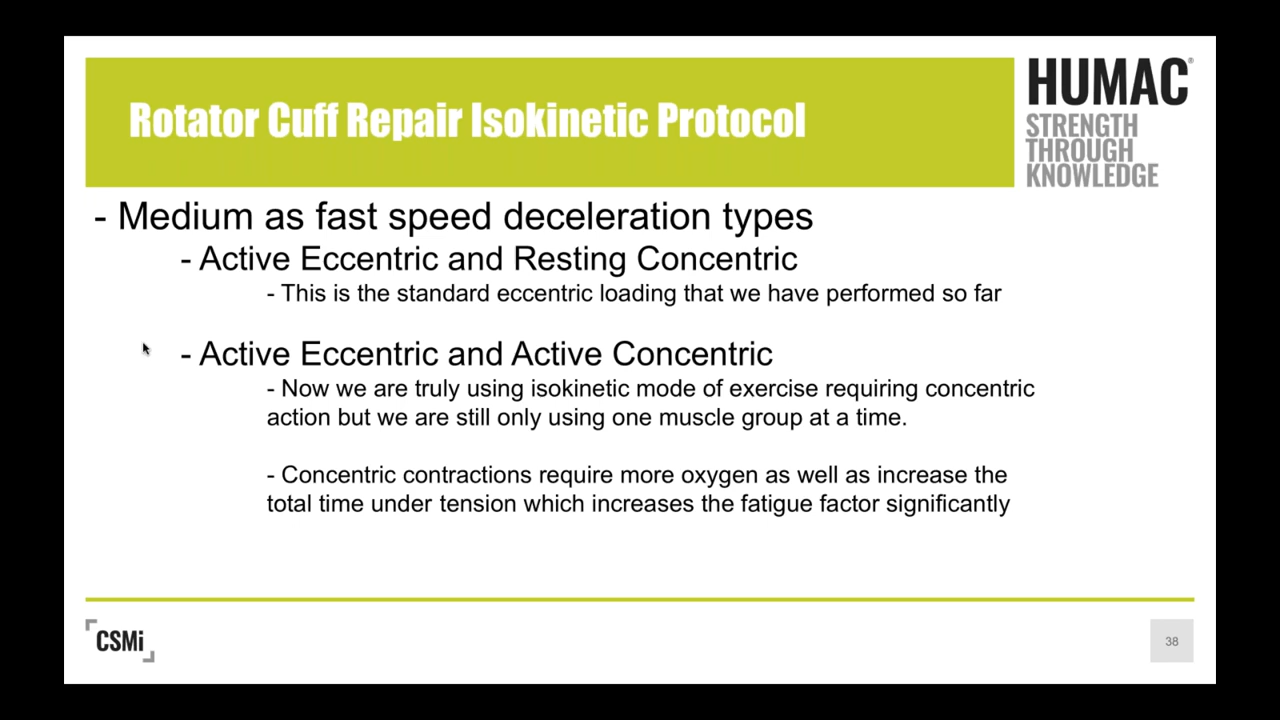 Rotator Cuff Repair Isokinetic Protocol
HUMAC®
STRENGTH
THROUGH
KNOWLEDGE
- Medium as fast speed deceleration types
- Active Eccentric and Resting Concentric
- This is the standard eccentric loading that we have performed so far
- Active Eccentric and Active Concentric
- Now we are truly using isokinetic mode of exercise requiring concentric
action but we are still only using one muscle group at a time.
- Concentric contractions require more oxygen as well as increase the
total time under tension which increases the fatigue factor significantly
CSMi
38